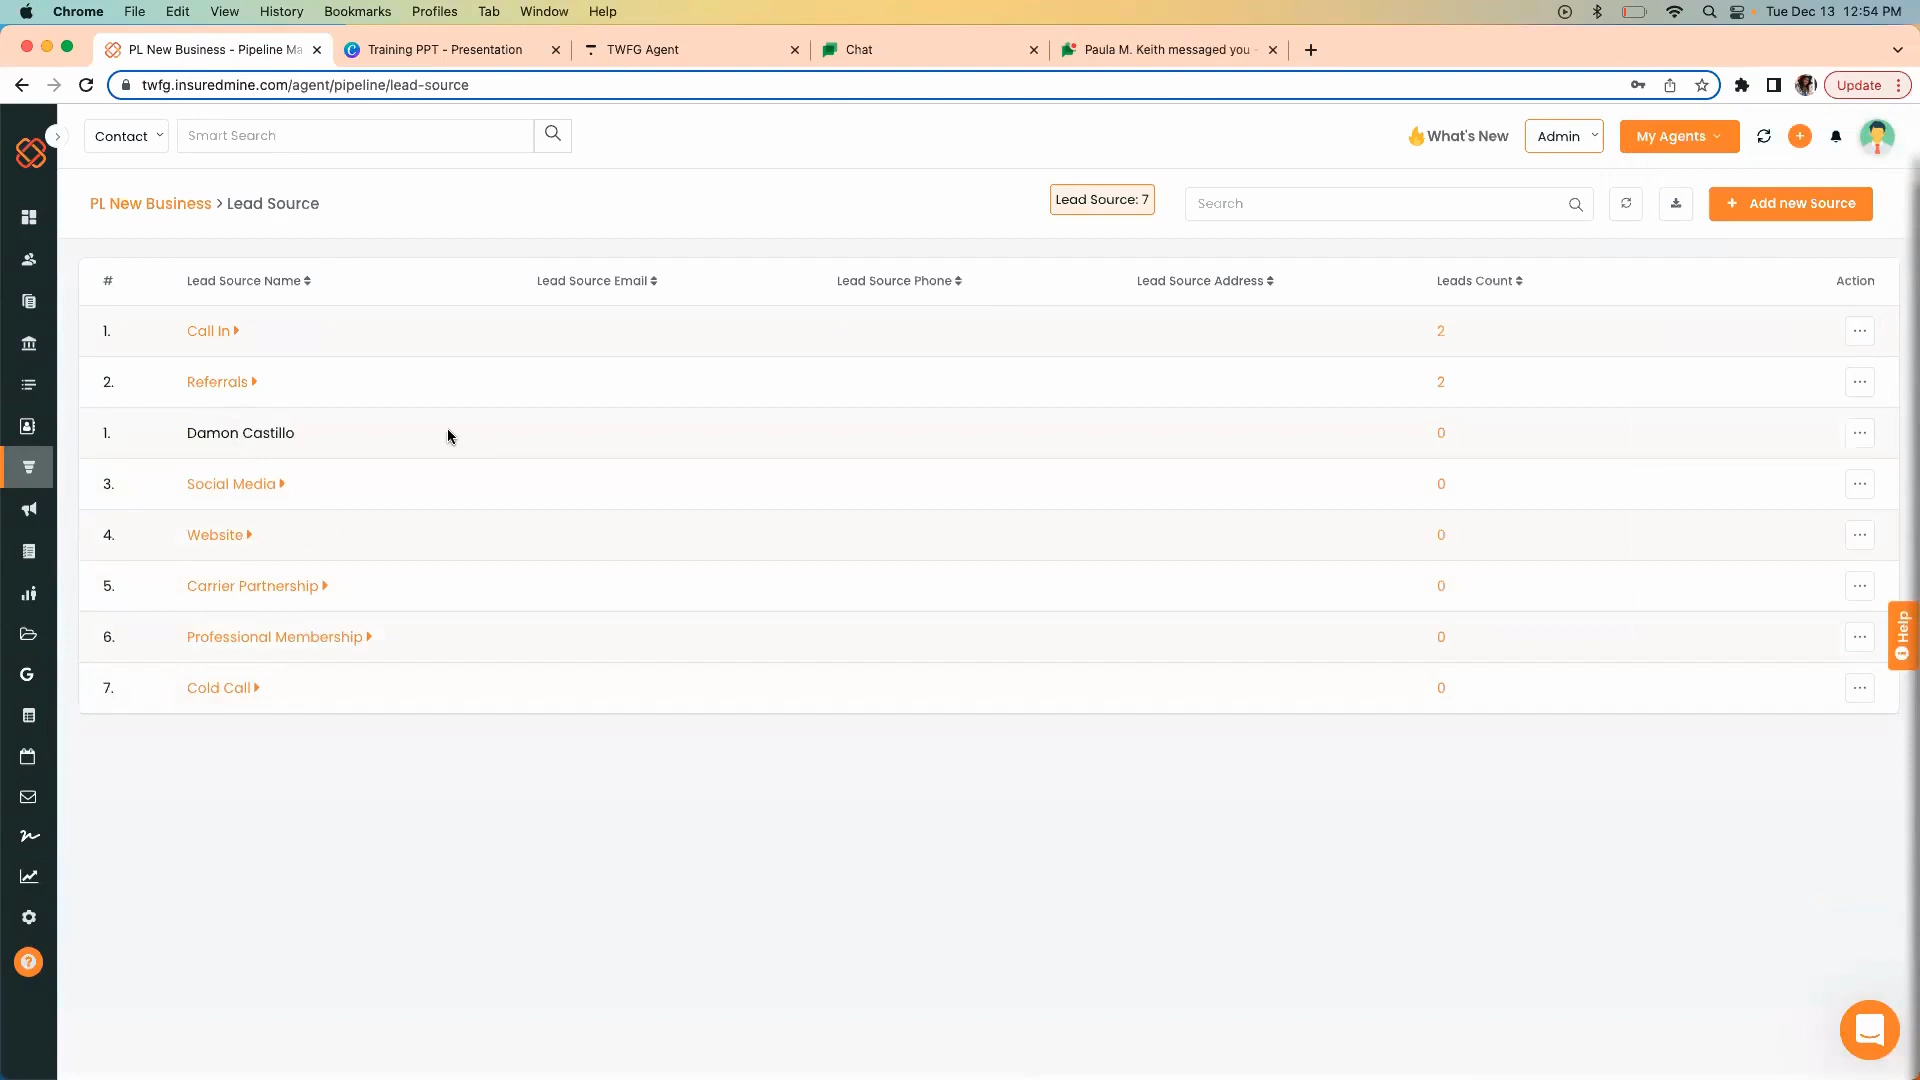 Chrome File Edit View History Bookmarks Profiles Tab Window Help Tue Dec 13 12:54 PM
PL New Business - Pipeline Ma Training PPT - Presentation TWFG Agent Chat Paula M. Keith messaged you -
twfg.insuredmine.com/agent/pipeline/lead-source Update
Contact Smart Search What's New Admin My Agents
PL New Business > Lead Source Lead Source: 7 Search + Add new Source
# Lead Source Name Lead Source Email Lead Source Phone Lead Source Address Leads Count Action
1. Call In 2 ...
2. Referrals 2 ...
1. Damon Castillo 0 ...
3. Social Media 0 ...
4. Website 0 ...
5. Carrier Partnership 0 ...
6. Professional Membership 0 ...
7. Cold Call 0 ...
Help